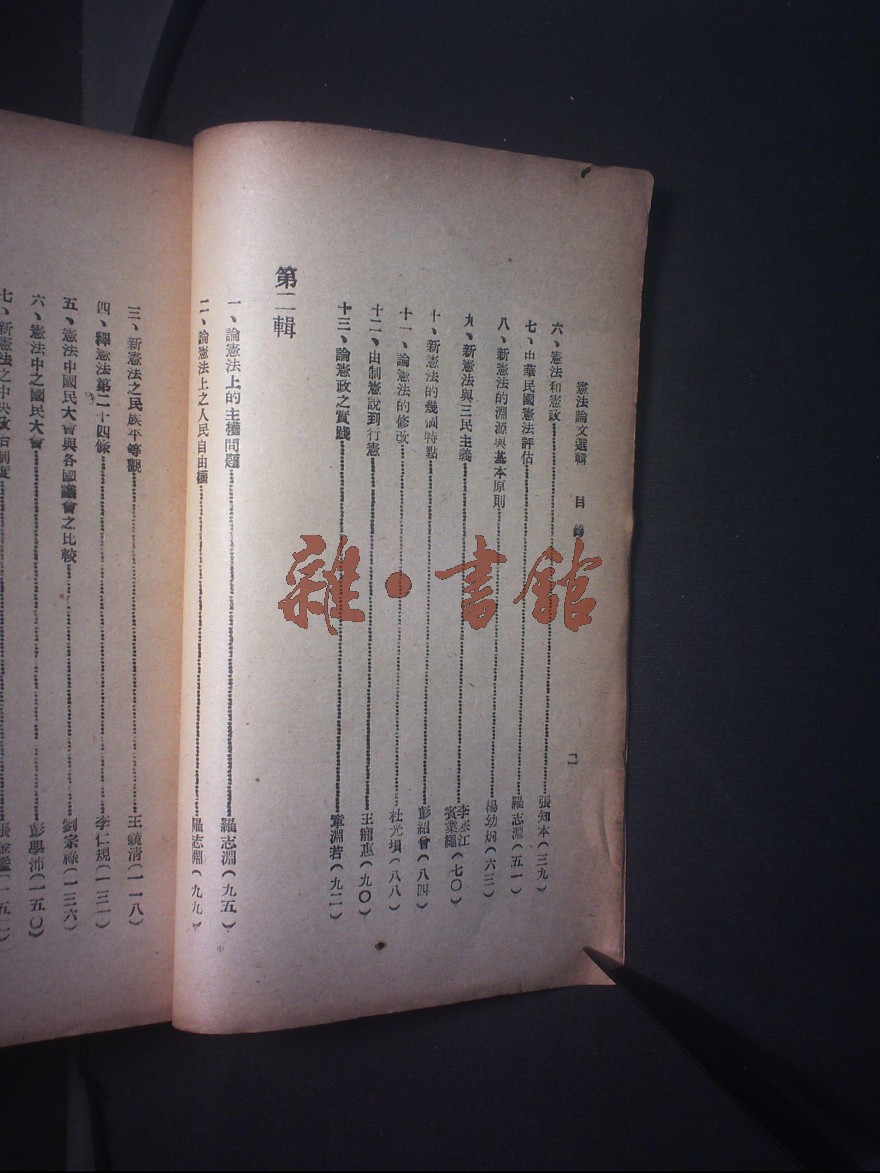 憲法論文選輯 目錄 二
六、憲法和憲政 張知本（三九）
七、中華民國憲法評估 羅志淵（五一）
八、新憲法的淵源與基本原則 楊幼炯（六三）
九、新憲法與三民主義 李泰江 賓業繩（七〇）
十、新憲法的幾個特點 彭紹曾（八四）
十一、論憲法的修改 杜光塤（八八）
十二、由制憲說到行憲 王寵惠（九〇）
十三、論憲政之實踐 章淵若（九二）
第二輯
一、論憲法上的主權問題 羅志淵（九五）
二、論憲法上之人民自由權 羅志淵（九九）
三、新憲法之民族平等觀 王鏡清（一一八）
四、釋憲法第二十四條 李仁規（一三一）
五、憲法中國民大會與各國議會之比較 劉宗祿（一三六）
六、憲法中之國民大會 彭學沛（一五〇）
七、新憲法之中央政治制度
雜·書館